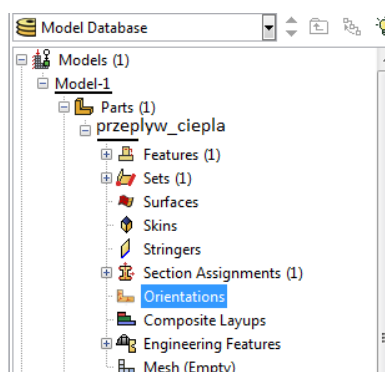 Model Database
Models (1)
Model-1
Parts (1)
przeplyw_ciepla
Features (1)
Sets (1)
Surfaces
Skins
Stringers
Section Assignments (1)
Orientations
Composite Layups
Engineering Features
Mesh (Empty)